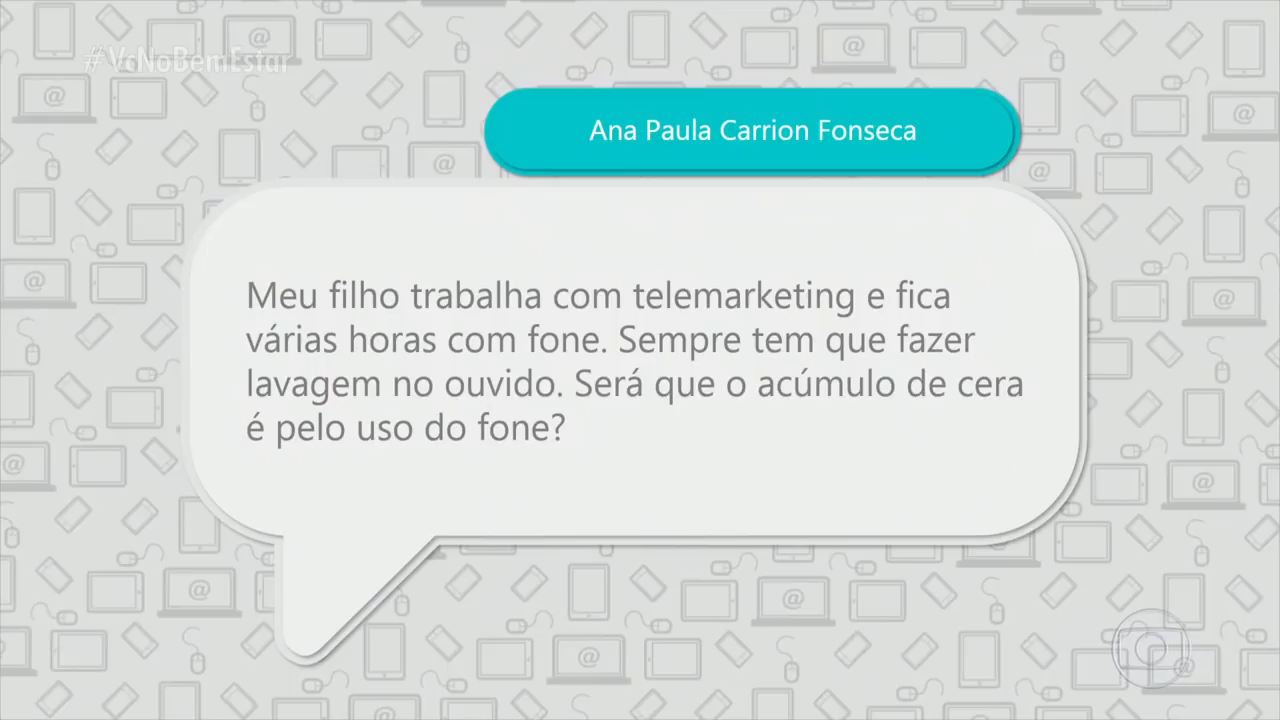 #VcNoBemEstar
Ana Paula Carrion Fonseca
Meu filho trabalha com telemarketing e fica
várias horas com fone. Sempre tem que fazer
lavagem no ouvido. Será que o acúmulo de cera
é pelo uso do fone?